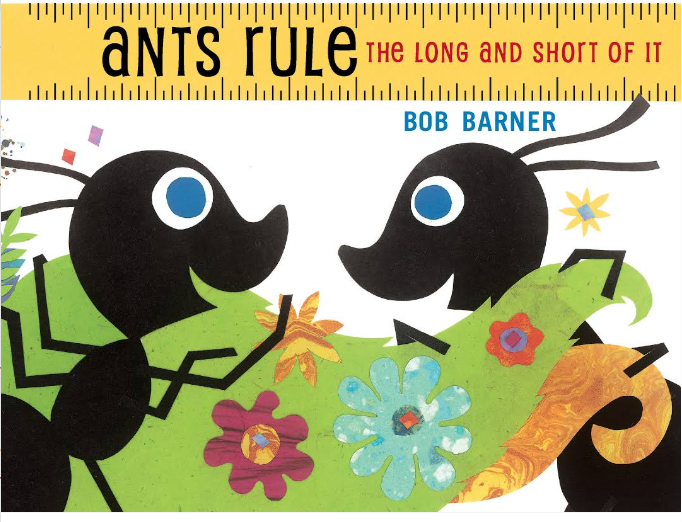 ANTS RULE THE LONG AND SHORT OF IT
BOB BARNER